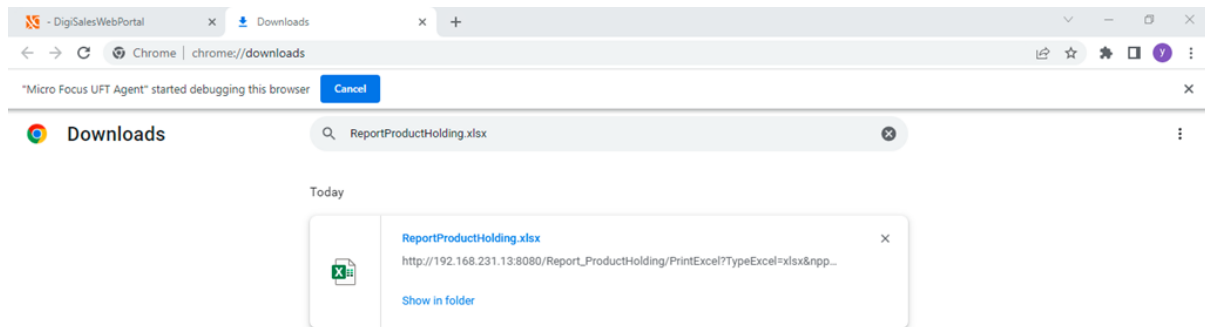 - DigiSalesWebPortal
Downloads
Chrome | chrome://downloads
y
"Micro Focus UFT Agent" started debugging this browser
Cancel
Downloads
ReportProductHolding.xlsx
Today
ReportProductHolding.xlsx
http://192.168.231.13:8080/Report_ProductHolding/PrintExcel?TypeExcel=xlsx&npp...
Show in folder